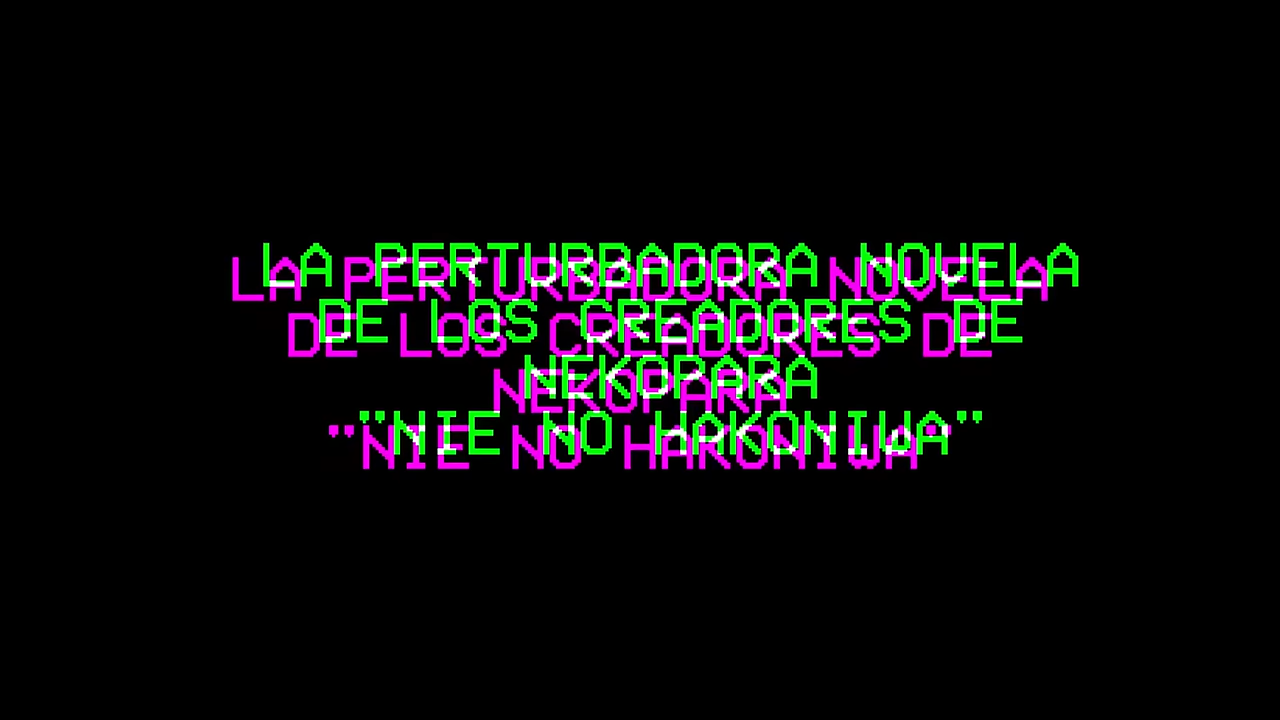 LA PERTURBADORA NOVELA
DE LOS CREADORES DE
NEKOPARA
"NIE NO HAKONIWA"